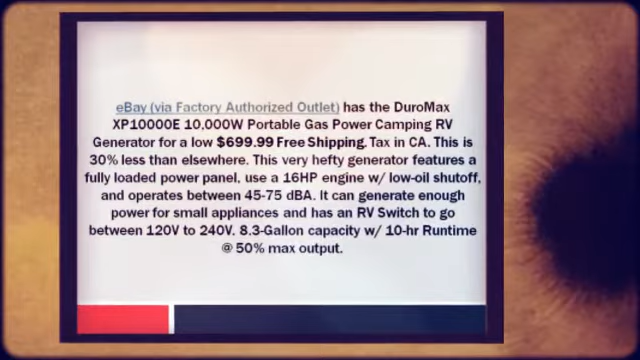 eBay (via Factory Authorized Outlet) has the DuroMax
XP10000E 10,000W Portable Gas Power Camping RV
Generator for a low $699.99 Free Shipping. Tax in CA. This is
30% less than elsewhere. This very hefty generator features a
fully loaded power panel, use a 16HP engine w/ low-oil shutoff,
and operates between 45-75 dBA. It can generate enough
power for small appliances and has an RV Switch to go
between 120V to 240V. 8.3-Gallon capacity w/ 10-hr Runtime
@ 50% max output.